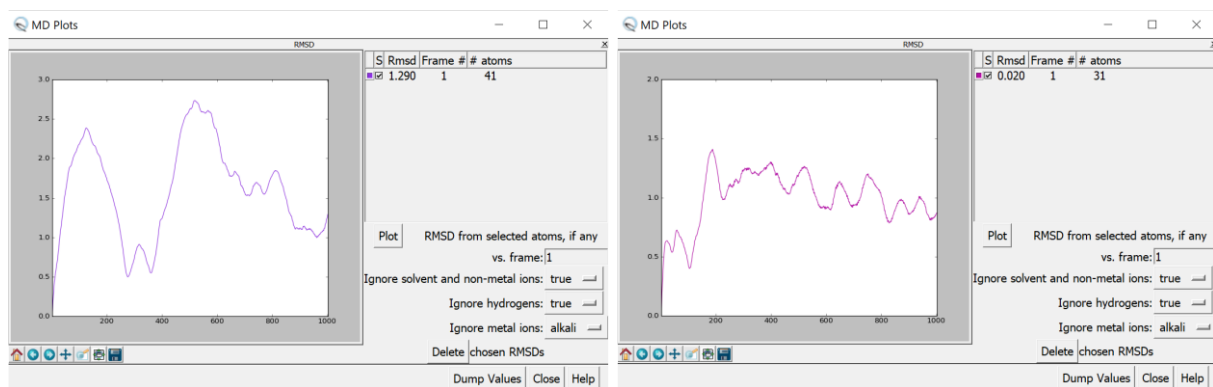 MD Plots
RMSD
S Rmsd Frame # # atoms
1.290 1 41
3.0
2.5
2.0
1.5
1.0
0.5
0.0
200
400
600
800
1000
Plot
RMSD from selected atoms, if any
vs. frame: 1
Ignore solvent and non-metal ions: true
Ignore hydrogens: true
Ignore metal ions: alkali
Delete chosen RMSDs
Dump Values Close Help
MD Plots
RMSD
S Rmsd Frame # # atoms
0.020 1 31
2.0
1.5
1.0
0.5
0.0
200
400
600
800
1000
Plot
RMSD from selected atoms, if any
vs. frame: 1
Ignore solvent and non-metal ions: true
Ignore hydrogens: true
Ignore metal ions: alkali
Delete chosen RMSDs
Dump Values Close Help